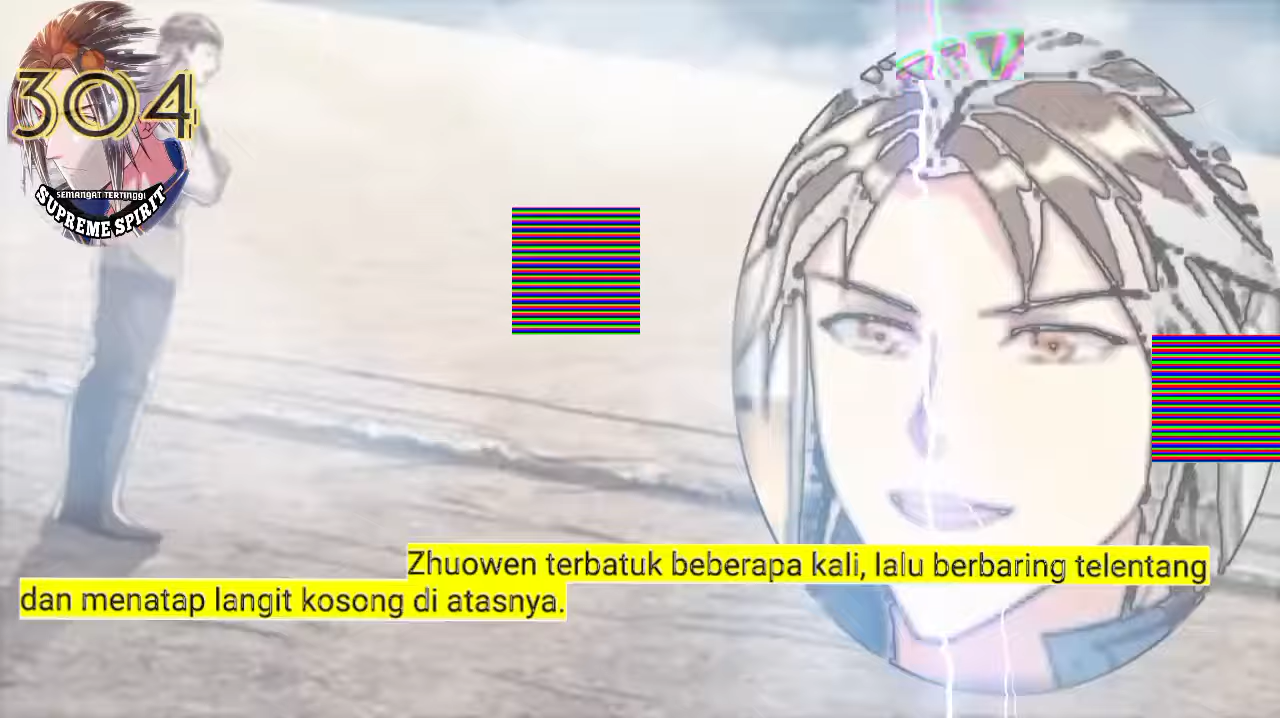 304
SEMANGAT TERTINGGI
SUPREME SPIRIT
Zhuowen terbatuk beberapa kali, lalu berbaring telentang
dan menatap langit kosong di atasnya.